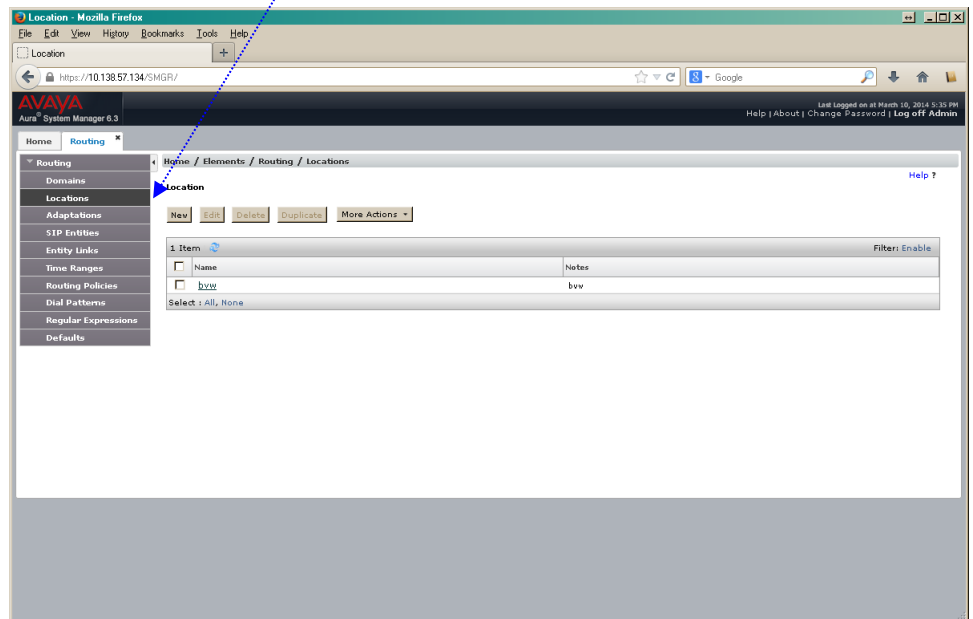 Location - Mozilla Firefox
File Edit View History Bookmarks Tools Help
Location
https://10.138.57.134/SMGR/
Google
AVAYA
Aura® System Manager 6.3
Last Logged on at March 10, 2014 5:35 PM
Help | About | Change Password | Log off Admin
Home Routing
Routing
Domains
Locations
Adaptations
SIP Entities
Entity Links
Time Ranges
Routing Policies
Dial Patterns
Regular Expressions
Defaults
Home / Elements / Routing / Locations
Help ?
Location
New Edit Delete Duplicate More Actions
1 Item
Filter: Enable
Name Notes
bvw bvw
Select : All, None